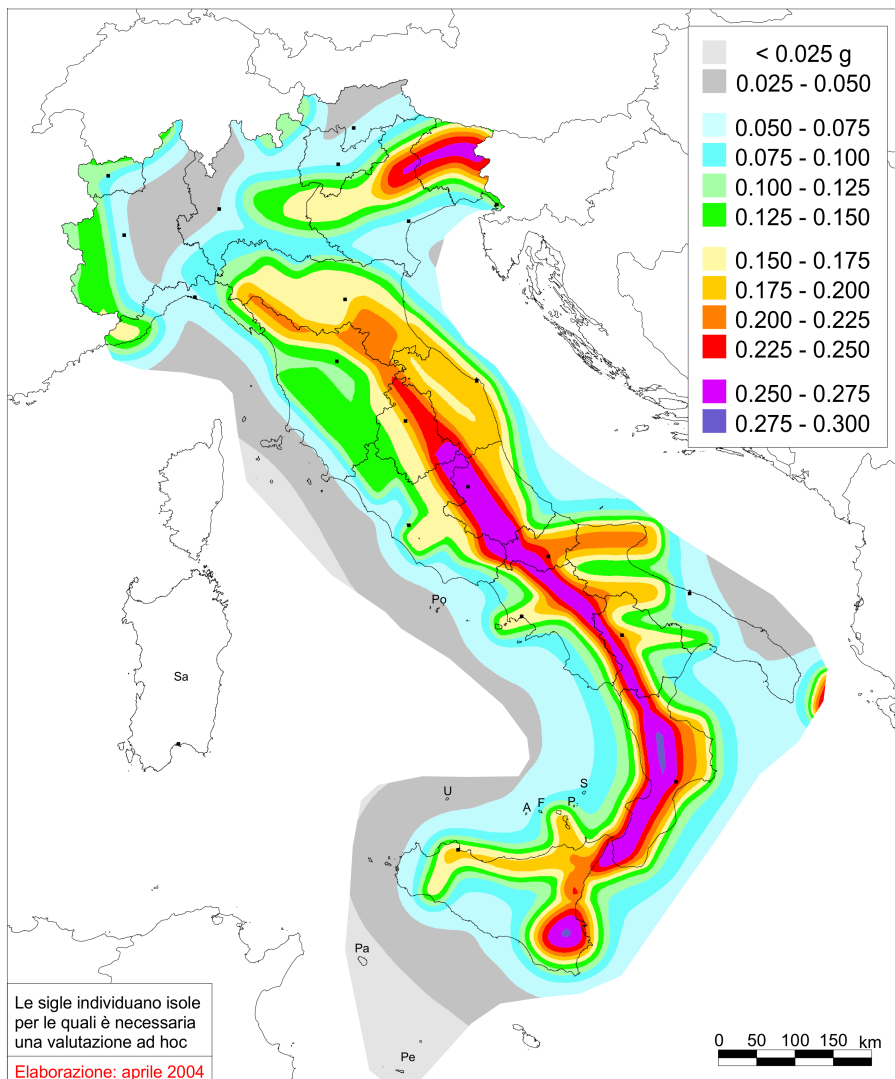 < 0.025 g
0.025 - 0.050
0.050 - 0.075
0.075 - 0.100
0.100 - 0.125
0.125 - 0.150
0.150 - 0.175
0.175 - 0.200
0.200 - 0.225
0.225 - 0.250
0.250 - 0.275
0.275 - 0.300
Po
Sa
U
S
A
F
P
Pa
Pe
Le sigle individuano isole
per le quali è necessaria
una valutazione ad hoc
Elaborazione: aprile 2004
0 50 100 150 km